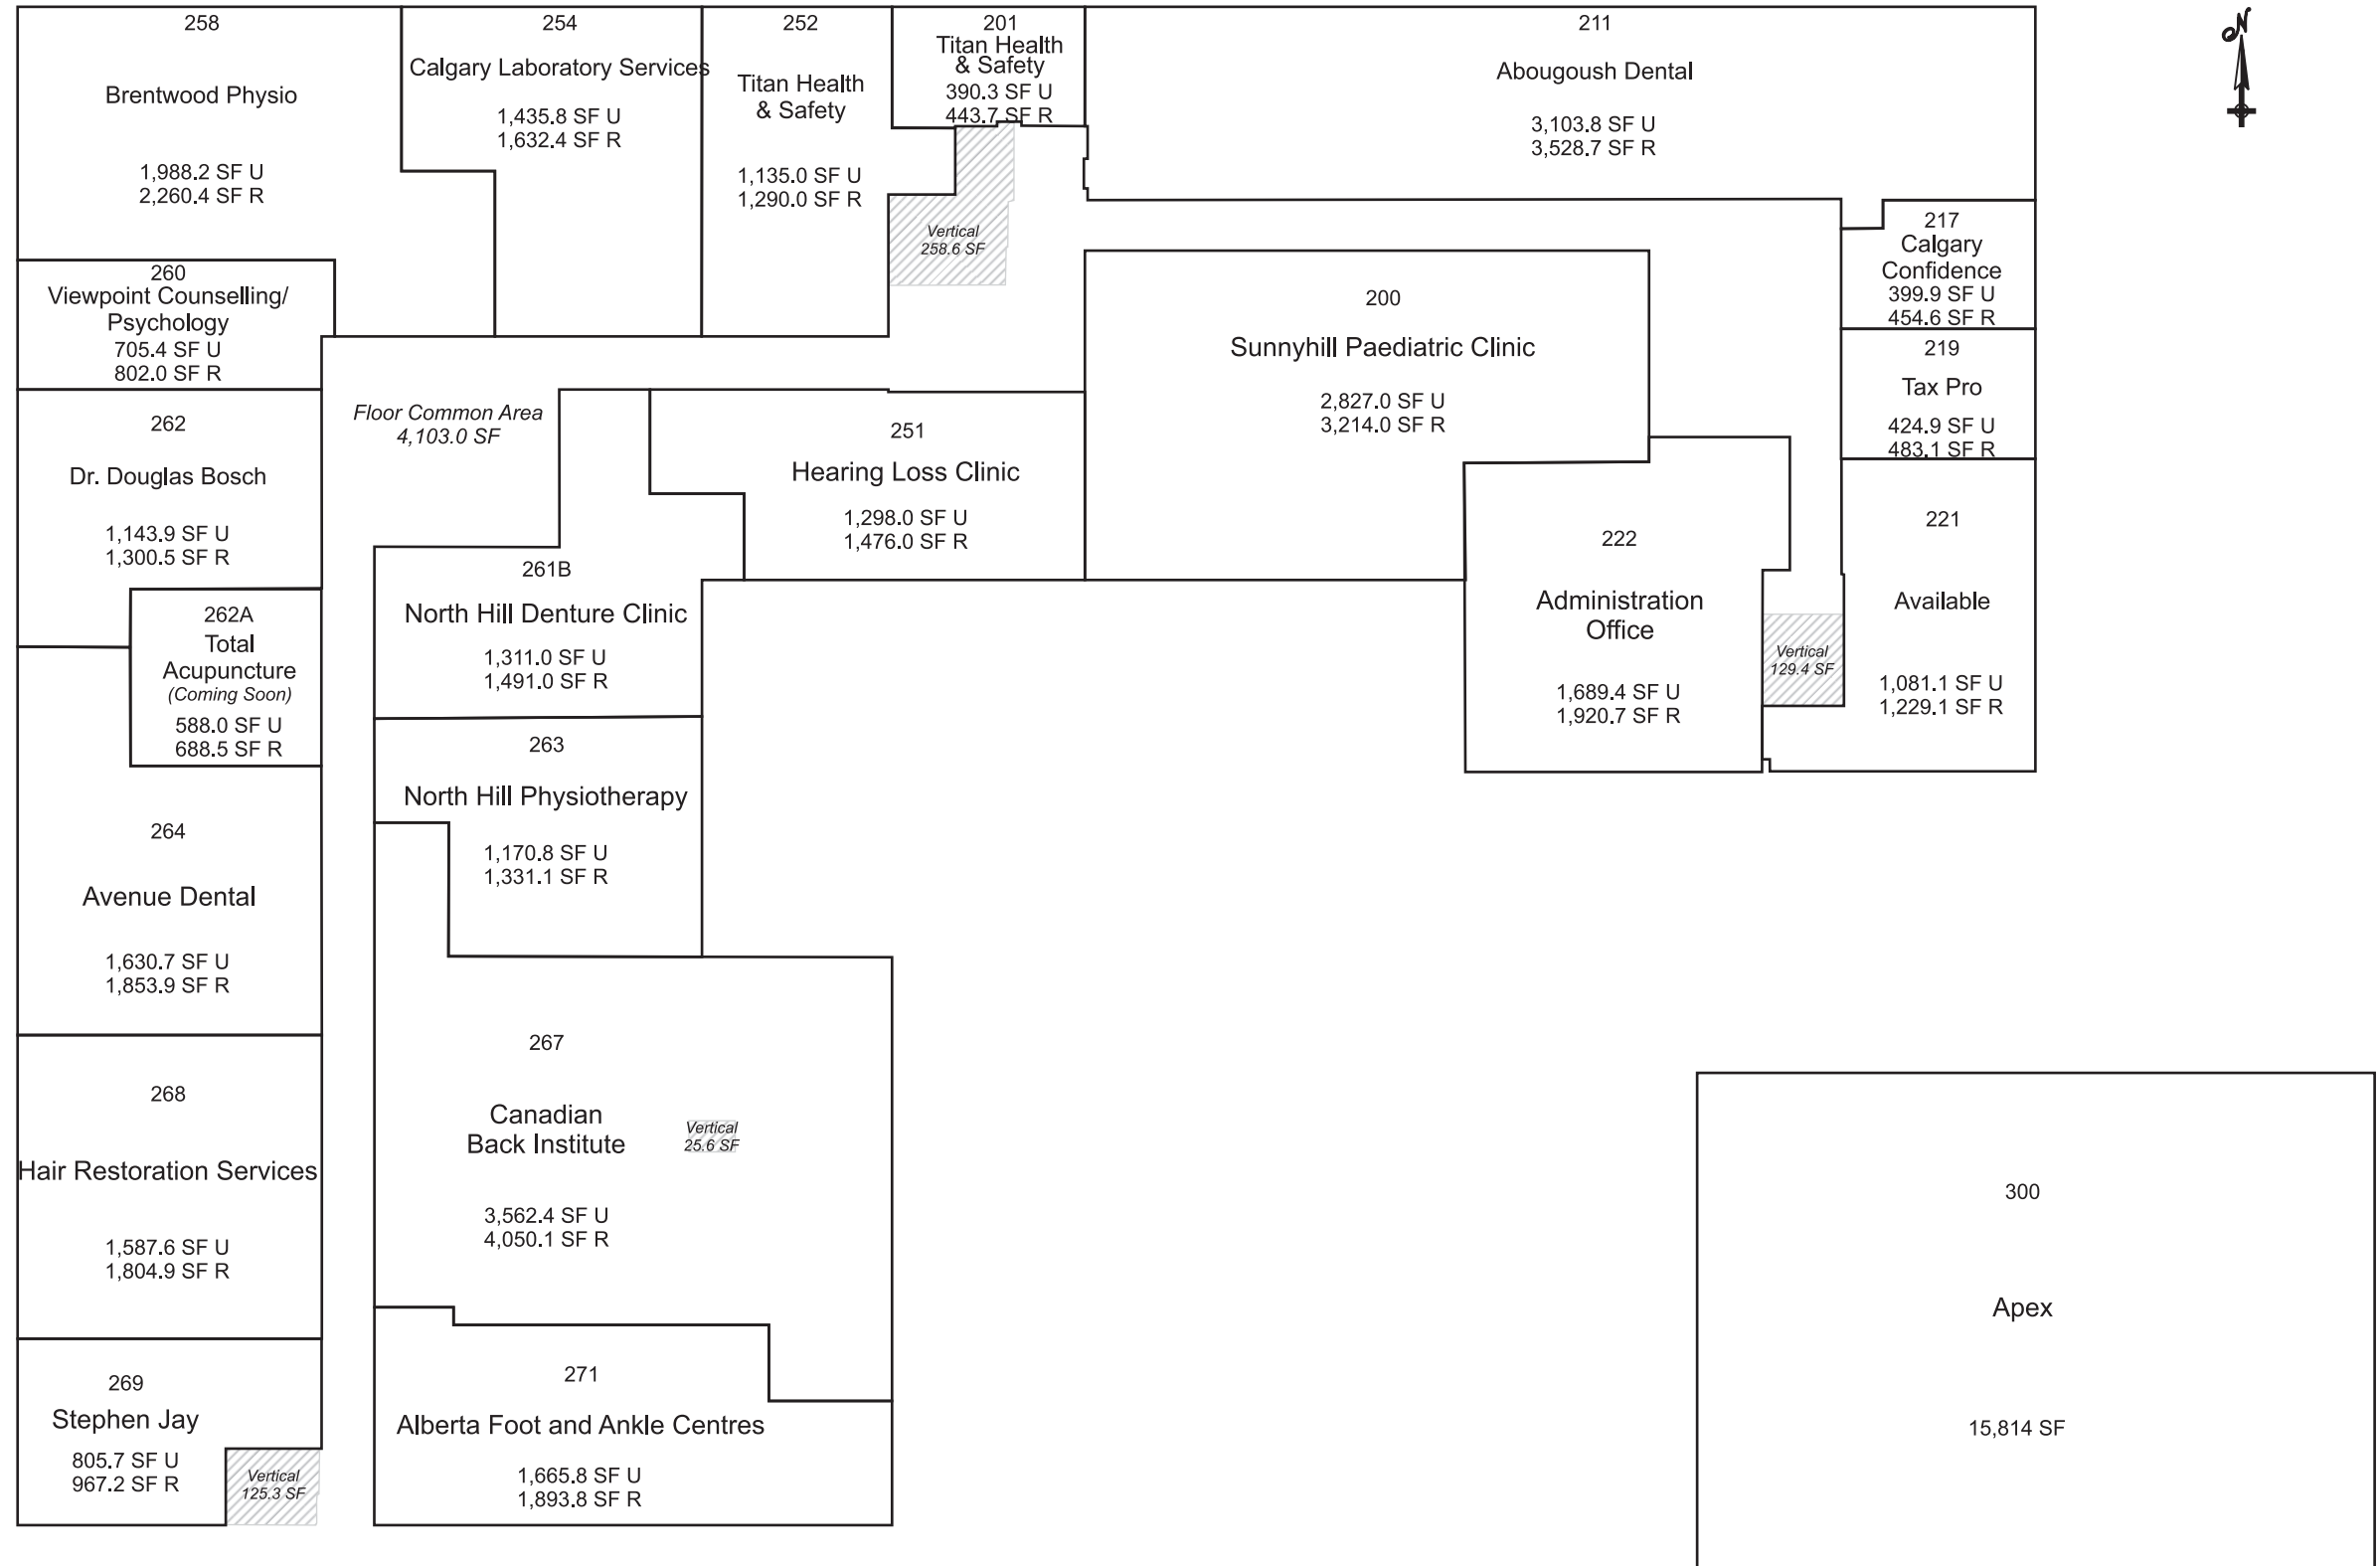 258
Brentwood Physio
1,988.2 SF U
2,260.4 SF R
254
Calgary Laboratory Services
1,435.8 SF U
1,632.4 SF R
252
Titan Health
& Safety
1,135.0 SF U
1,290.0 SF R
201
Titan Health
& Safety
390.3 SF U
443.7 SF R
211
Abougoush Dental
3,103.8 SF U
3,528.7 SF R
N
Vertical
258.6 SF
217
Calgary
Confidence
399.9 SF U
454.6 SF R
260
Viewpoint Counselling/
Psychology
705.4 SF U
802.0 SF R
200
Sunnyhill Paediatric Clinic
2,827.0 SF U
3,214.0 SF R
219
Tax Pro
424.9 SF U
483.1 SF R
262
Dr. Douglas Bosch
1,143.9 SF U
1,300.5 SF R
Floor Common Area
4,103.0 SF
251
Hearing Loss Clinic
1,298.0 SF U
1,476.0 SF R
222
Administration
Office
1,689.4 SF U
1,920.7 SF R
221
Available
1,081.1 SF U
1,229.1 SF R
Vertical
129.4 SF
261B
North Hill Denture Clinic
1,311.0 SF U
1,491.0 SF R
262A
Total
Acupuncture
(Coming Soon)
588.0 SF U
688.5 SF R
263
North Hill Physiotherapy
1,170.8 SF U
1,331.1 SF R
264
Avenue Dental
1,630.7 SF U
1,853.9 SF R
267
Canadian
Back Institute
3,562.4 SF U
4,050.1 SF R
Vertical
25.6 SF
268
Hair Restoration Services
1,587.6 SF U
1,804.9 SF R
300
Apex
15,814 SF
269
Stephen Jay
805.7 SF U
967.2 SF R
Vertical
125.3 SF
271
Alberta Foot and Ankle Centres
1,665.8 SF U
1,893.8 SF R